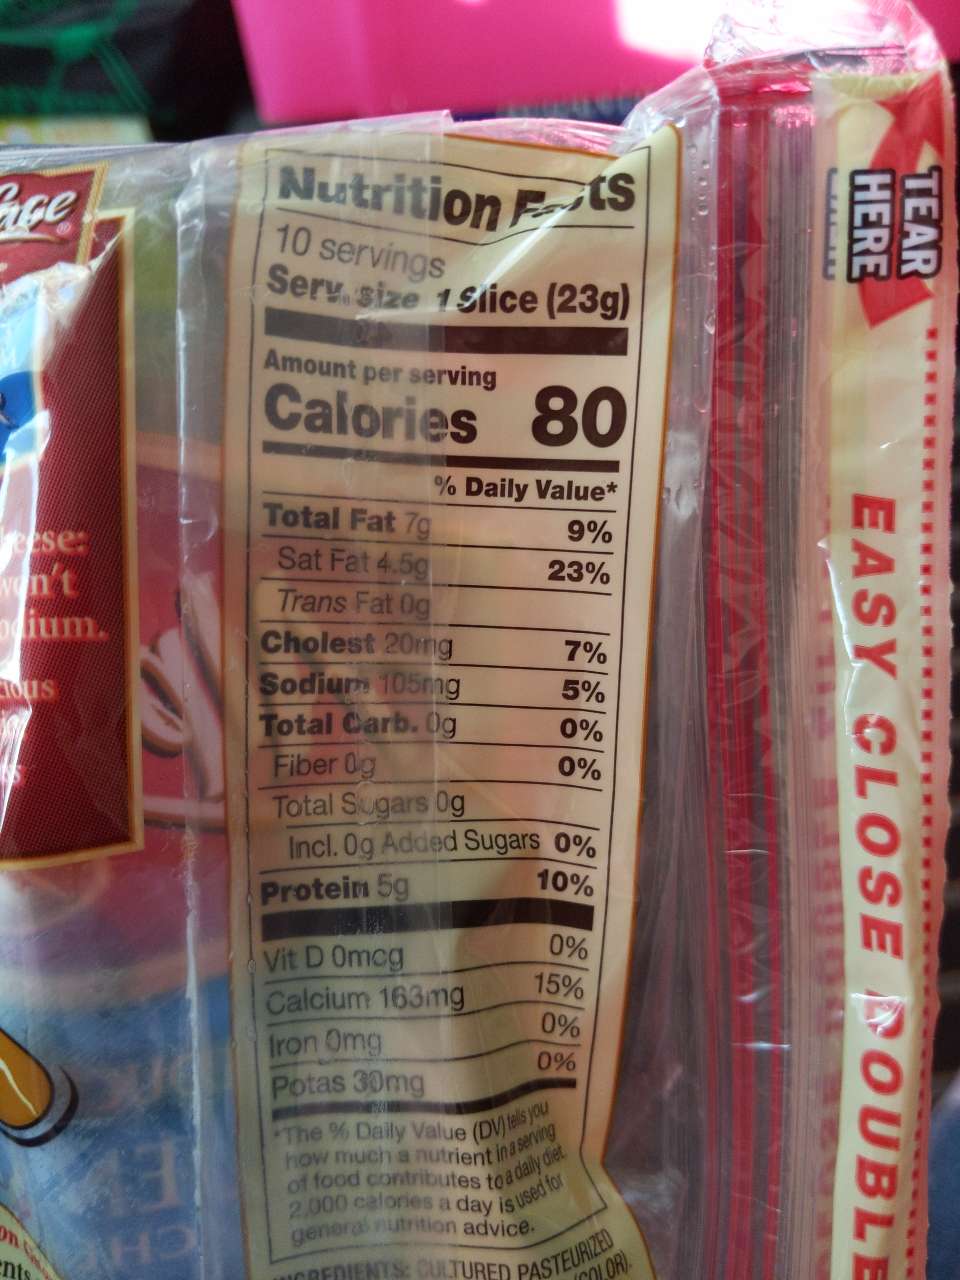 Nutrition Facts
10 servings
Serv. size 1 Slice (23g)
Amount per serving
Calories 80
% Daily Value*
Total Fat 7g 9%
Sat Fat 4.5g 23%
Trans Fat 0g
Cholest 20mg 7%
Sodium 105mg 5%
Total Carb. 0g 0%
Fiber 0g 0%
Total Sugars 0g
Incl. 0g Added Sugars 0%
Protein 5g 10%
Vit D 0mcg 0%
Calcium 163mg 15%
Iron 0mg 0%
Potas 30mg 0%
*The % Daily Value (DV) tells you
how much a nutrient in a serving
of food contributes to a daily diet.
2,000 calories a day is used for
general nutrition advice.
INGREDIENTS: CULTURED PASTEURIZED
(COLOR).
TEAR
HERE
EASY CLOSE DOUBLE
eese:
won't
odium.